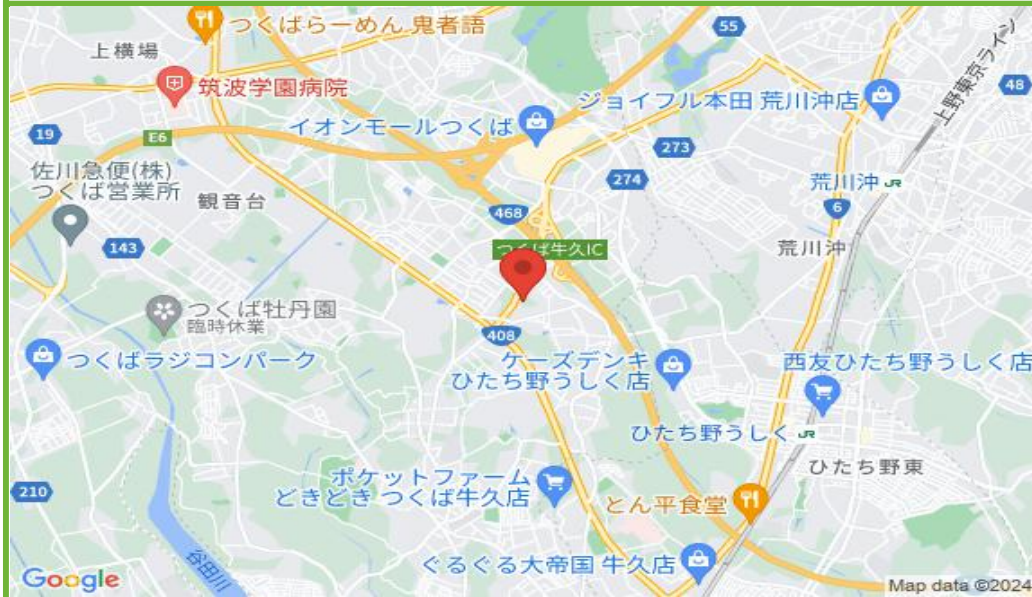 つくばらーめん 鬼者語
55
上横場
上野東京ライン
筑波学園病院
48
ジョイフル本田 荒川沖店
イオンモールつくば
19
E6
273
佐川急便(株)
つくば営業所
274
荒川沖 JR
観音台
468
6
143
つくば牛久IC
荒川沖
つくば牡丹園
臨時休業
408
つくばラジコンパーク
ケーズデンキ
ひたち野うしく店
西友ひたち野うしく店
ひたち野うしく JR
ひたち野東
ポケットファーム
どきどき つくば牛久店
210
とん平食堂
谷田川
ぐるぐる大帝国 牛久店
Google
Map data ©2024